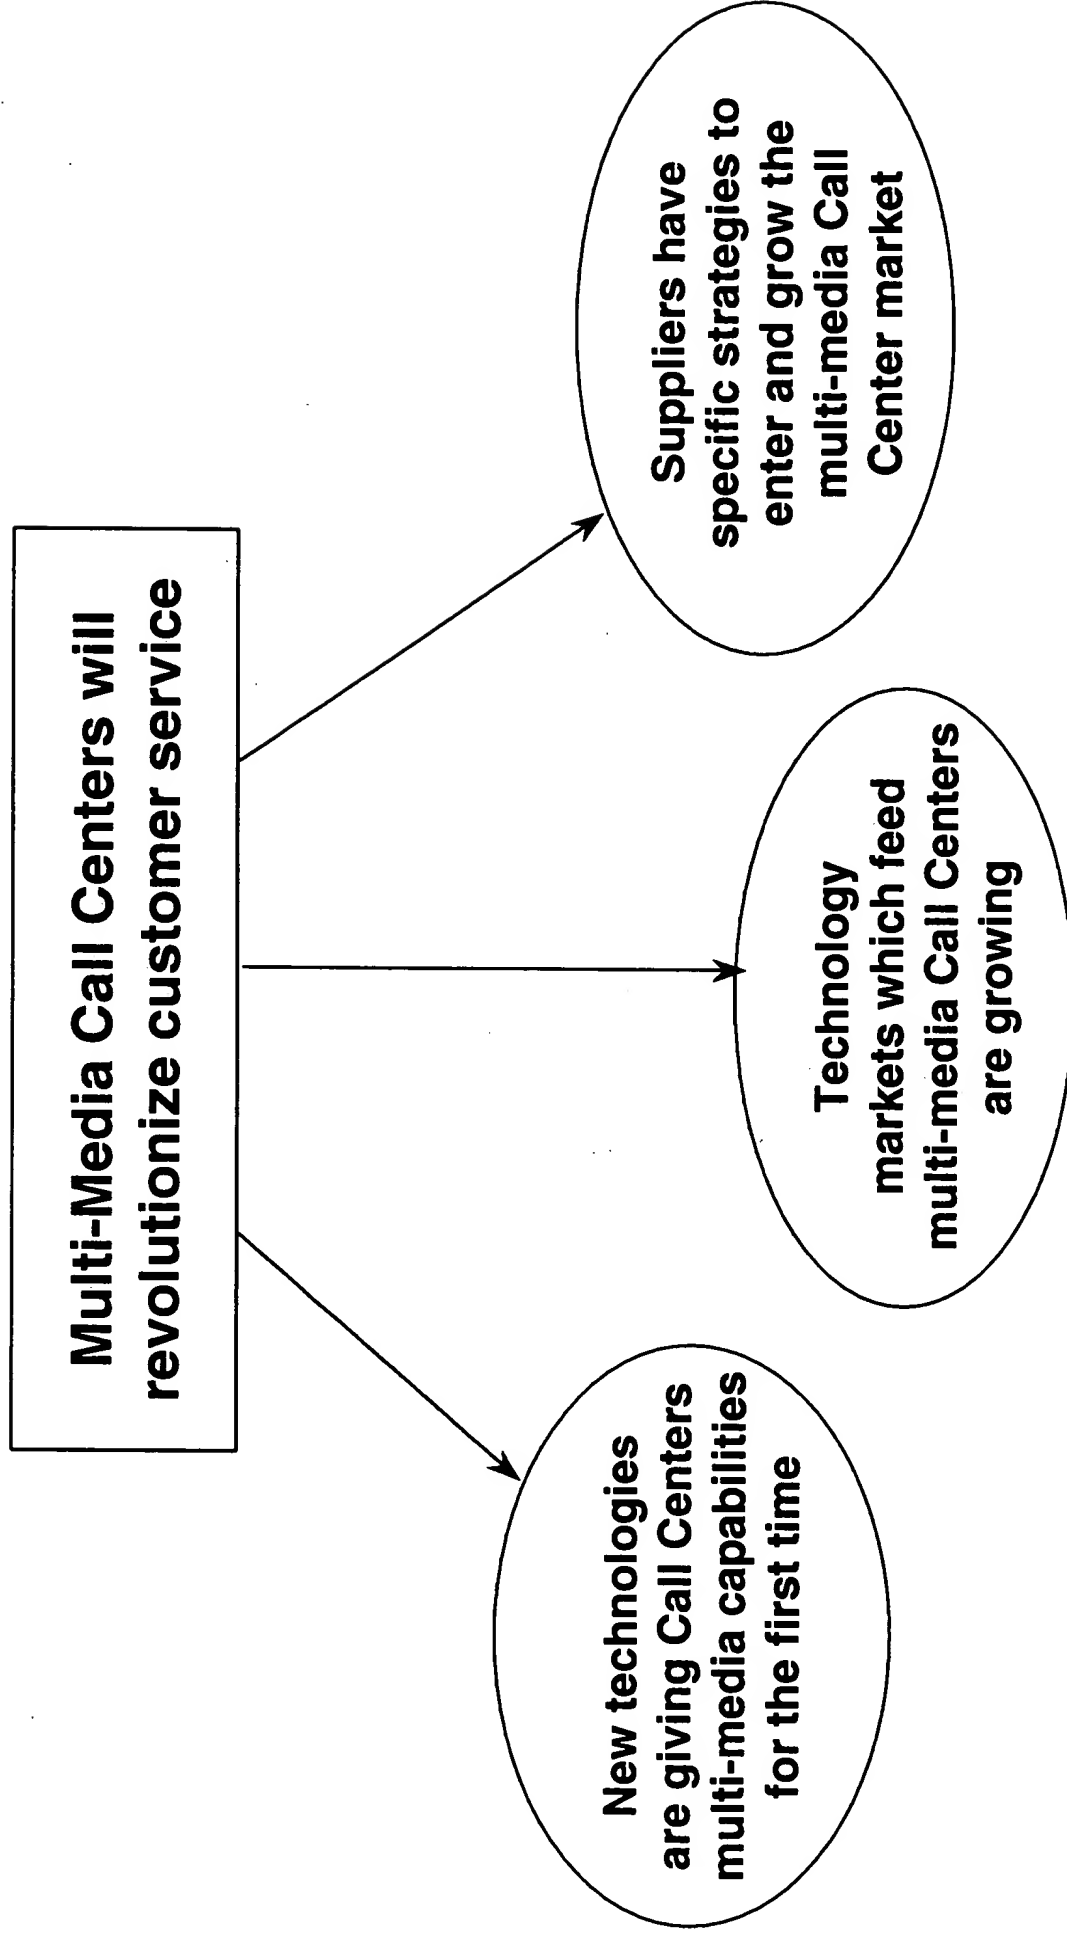 Multi-Media Call Centers will
revolutionize customer service
New technologies
are giving Call Centers
multi-media capabilities
for the first time
Technology
markets which feed
multi-media Call Centers
are growing
Suppliers have
specific strategies to
enter and grow the
multi-media Call
Center market